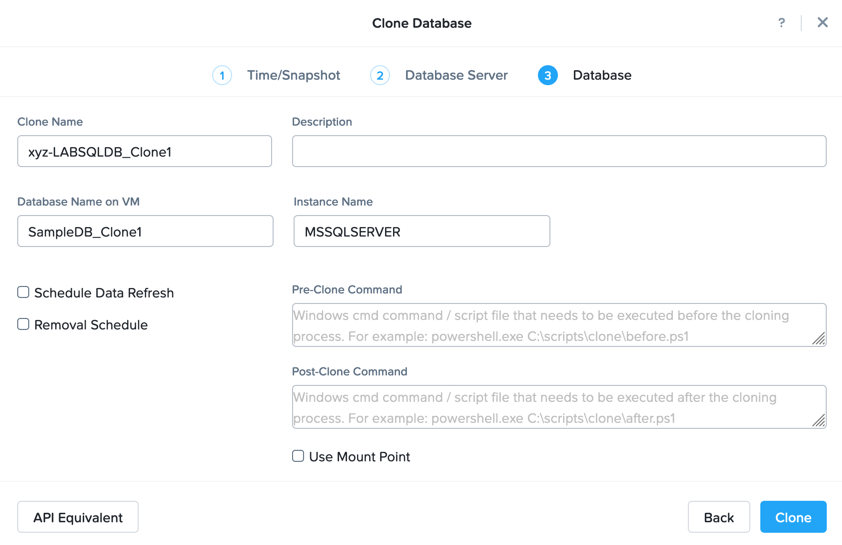 Clone Database
?
1 Time/Snapshot 2 Database Server 3 Database
Clone Name
Description
xyz-LABSQLDB_Clone1
Database Name on VM
Instance Name
SampleDB_Clone1
MSSQLSERVER
Schedule Data Refresh
Removal Schedule
Pre-Clone Command
Windows cmd command / script file that needs to be executed before the cloning
process. For example: powershell.exe C:\scripts\clone\before.ps1
Post-Clone Command
Windows cmd command / script file that needs to be executed after the cloning
process. For example: powershell.exe C:\scripts\clone\after.ps1
Use Mount Point
API Equivalent
Back
Clone